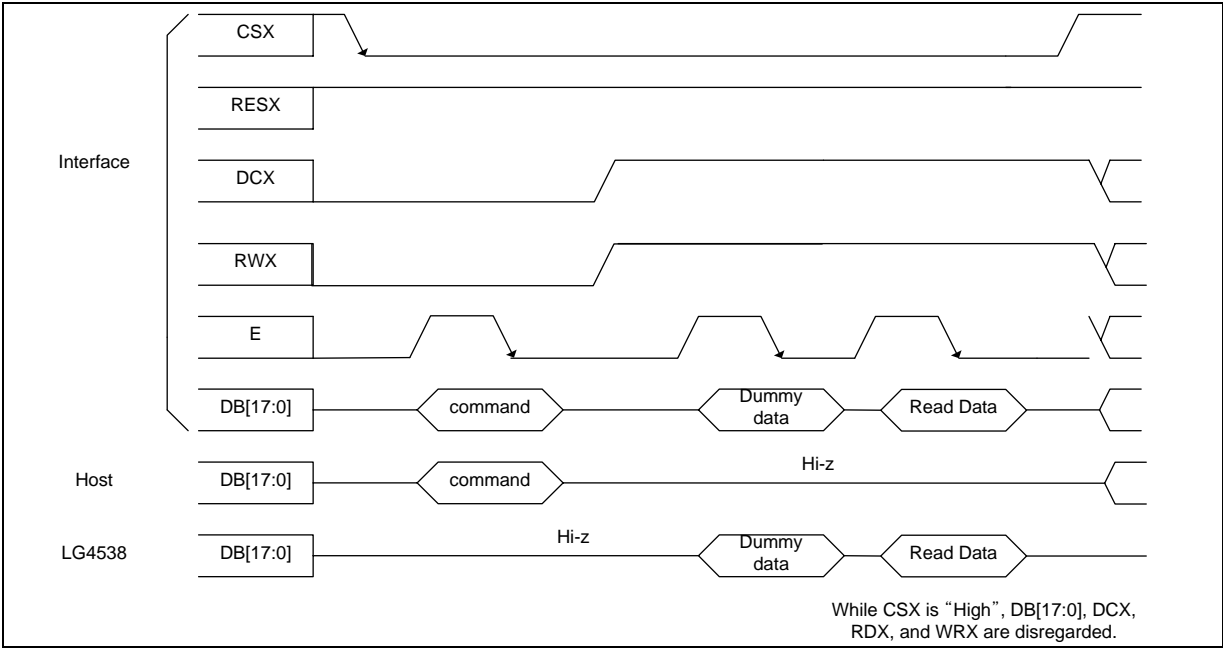 CSX
RESX
Interface
DCX
RWX
E
DB[17:0]
command
Dummy
data
Read Data
Host
DB[17:0]
command
Hi-z
LG4538
DB[17:0]
Hi-z
Dummy
data
Read Data
While CSX is “High”, DB[17:0], DCX,
RDX, and WRX are disregarded.